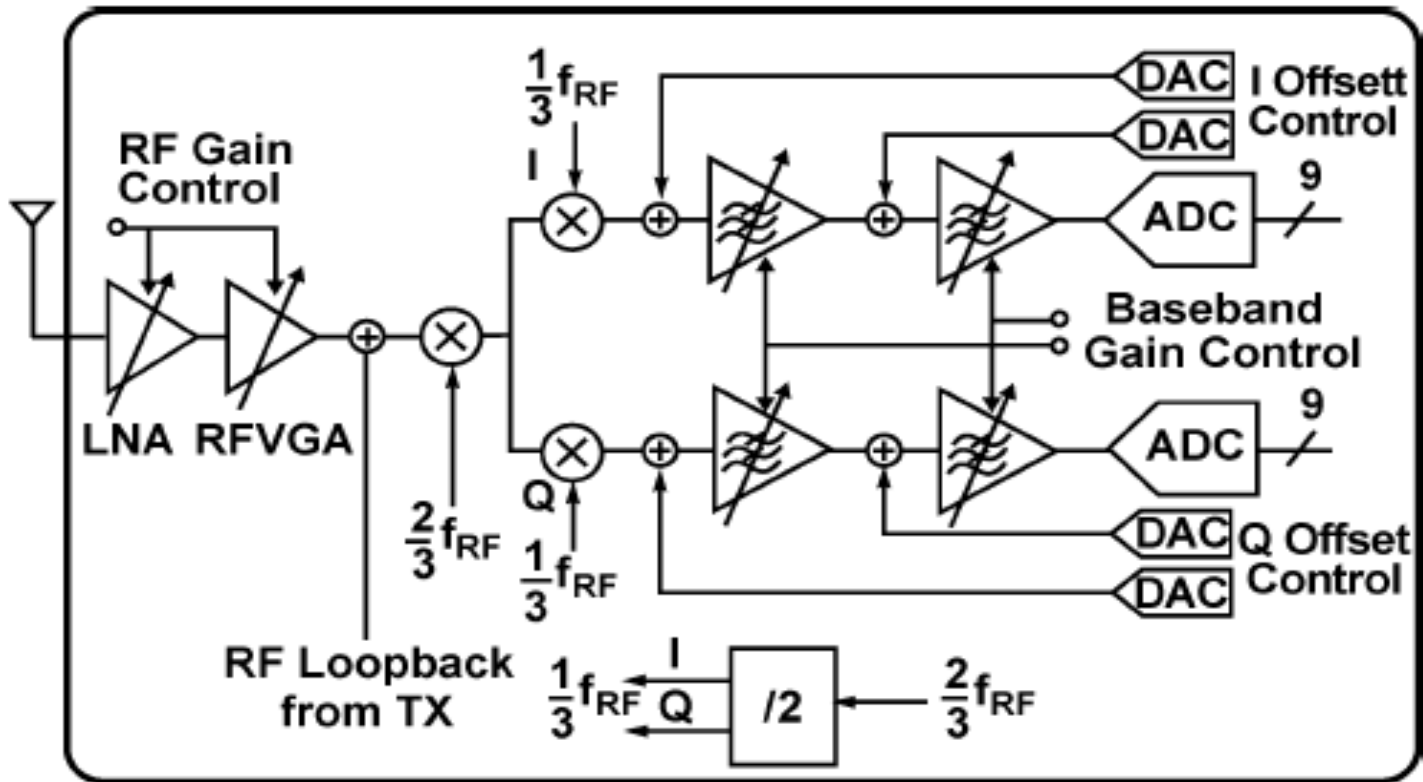 1/3 fRF
I
DAC
I Offsett
Control
DAC
RF Gain
Control
9
ADC
Baseband
Gain Control
LNA
RFVGA
9
ADC
Q
2/3 fRF
1/3 fRF
DAC
Q Offset
Control
DAC
RF Loopback
from TX
1/3 fRF
I
Q
/2
2/3 fRF